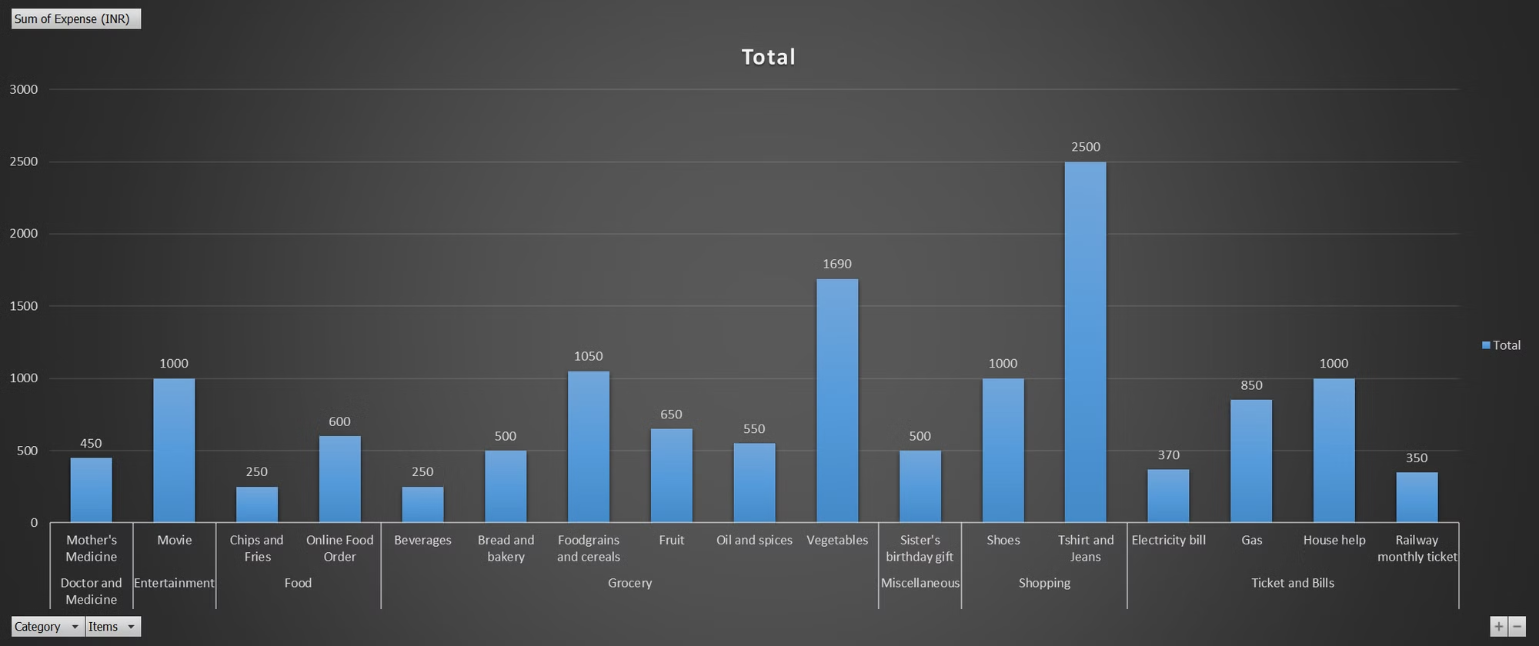 Sum of Expense (INR)
Total
3000
2500
2000
1500
1000
500
0
450
1000
250
600
250
500
1050
650
550
1690
500
1000
2500
370
850
1000
350
Total
Mother's
Medicine
Movie
Chips and
Fries
Online Food
Order
Beverages
Bread and
bakery
Foodgrains
and cereals
Fruit
Oil and spices
Vegetables
Sister's
birthday gift
Shoes
Tshirt and
Jeans
Electricity bill
Gas
House help
Railway
monthly ticket
Doctor and
Medicine
Entertainment
Food
Grocery
Miscellaneous
Shopping
Ticket and Bills
Category
Items
+
−